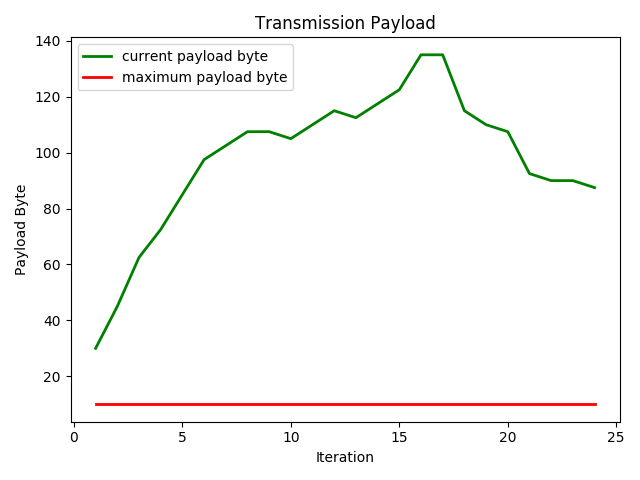 Transmission Payload
current payload byte
maximum payload byte
Payload Byte
140
120
100
80
60
40
20
0
5
10
15
20
25
Iteration